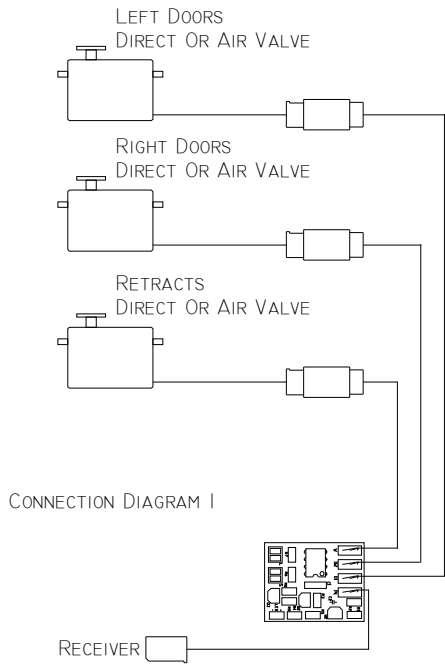 LEFT DOORS
DIRECT OR AIR VALVE
RIGHT DOORS
DIRECT OR AIR VALVE
RETRACTS
DIRECT OR AIR VALVE
CONNECTION DIAGRAM I
RECEIVER